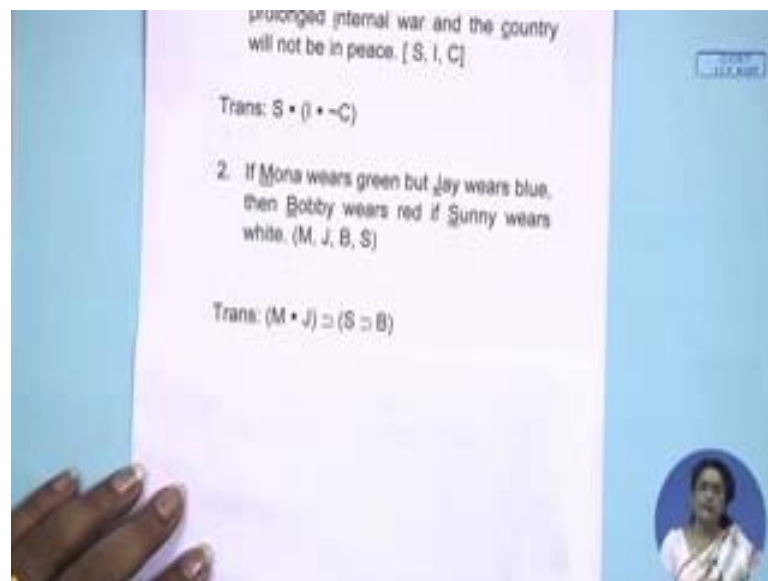 prolonged internal war and the country
will not be in peace. [ S, I, C]
Trans: S • (I • ~C)
2. If Mona wears green but Jay wears blue,
then Bobby wears red if Sunny wears
white. (M, J, B, S)
Trans: (M • J) ⊃ (S ⊃ B)